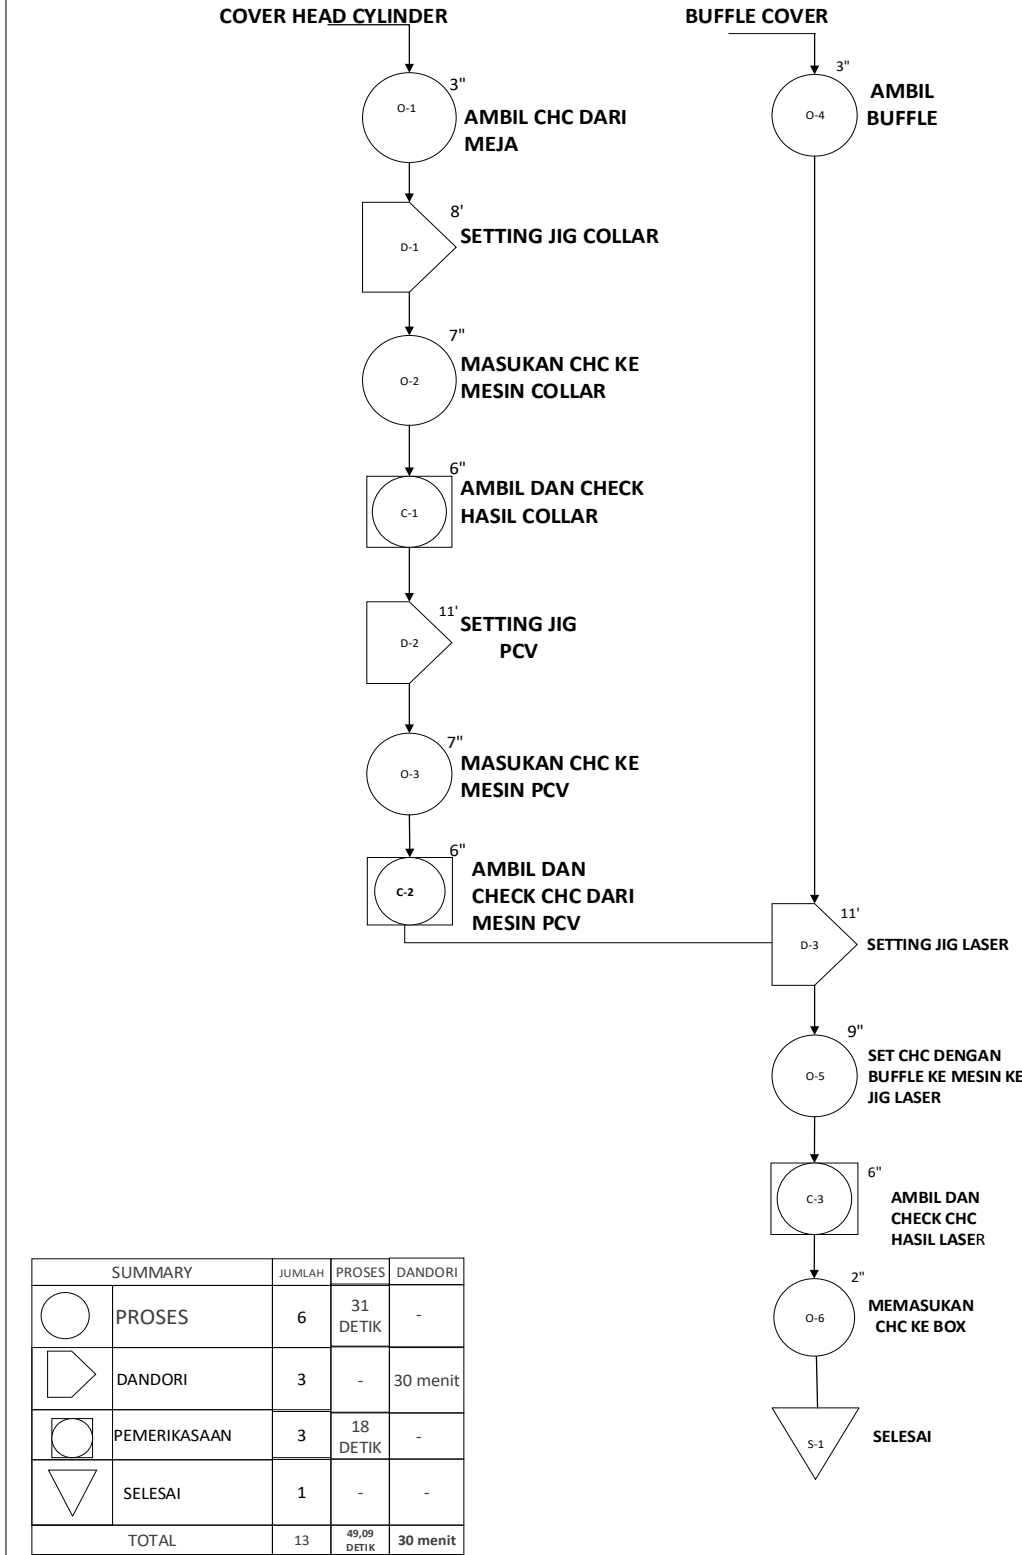 COVER HEAD CYLINDER
3"
O-1
AMBIL CHC DARI
MEJA
8'
D-1
SETTING JIG COLLAR
7"
O-2
MASUKAN CHC KE
MESIN COLLAR
6"
C-1
AMBIL DAN CHECK
HASIL COLLAR
11'
D-2
SETTING JIG
PCV
7"
O-3
MASUKAN CHC KE
MESIN PCV
6"
C-2
AMBIL DAN
CHECK CHC DARI
MESIN PCV
BUFFLE COVER
3"
O-4
AMBIL
BUFFLE
11'
D-3
SETTING JIG LASER
9"
O-5
SET CHC DENGAN
BUFFLE KE MESIN KE
JIG LASER
6"
C-3
AMBIL DAN
CHECK CHC
HASIL LASER
2"
O-6
MEMASUKAN
CHC KE BOX
S-1
SELESAI
SUMMARY JUMLAH PROSES DANDORI
PROSES 6 31 DETIK -
DANDORI 3 - 30 menit
PEMERIKASAAN 3 18 DETIK -
SELESAI 1 - -
TOTAL 13 49,09 DETIK 30 menit